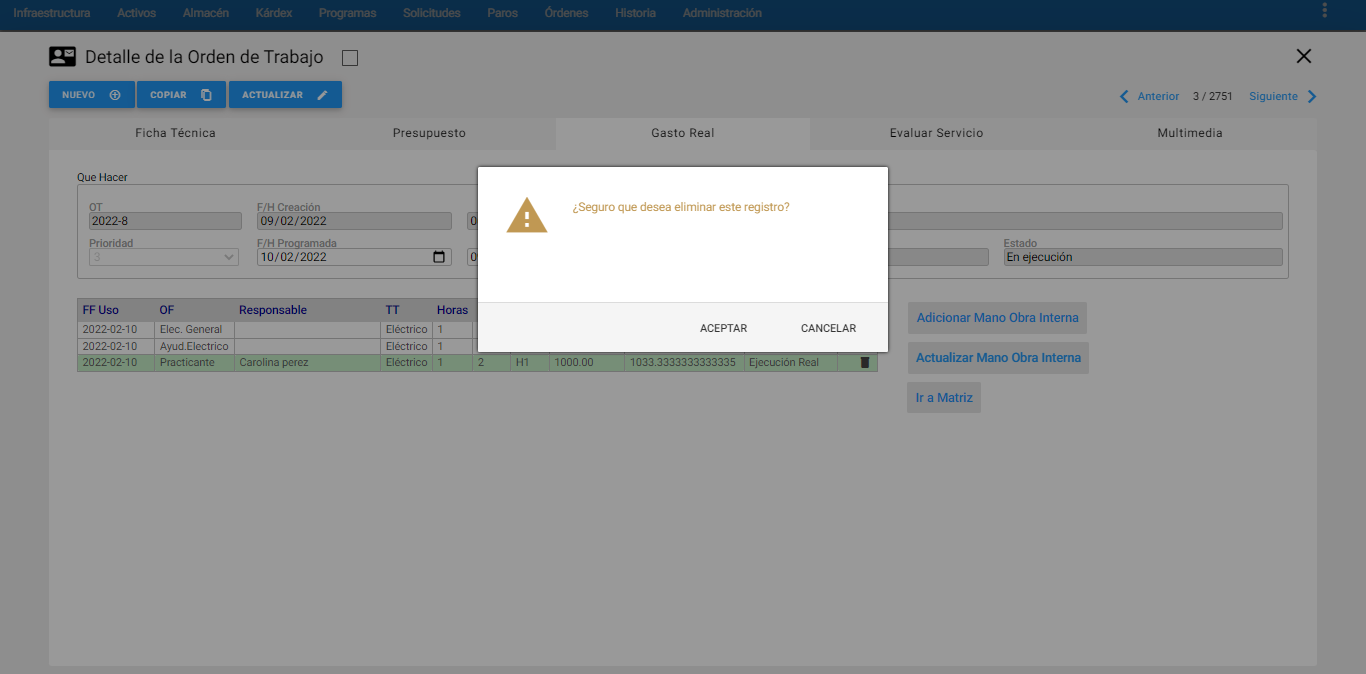 Infraestructura Activos Almacén Kárdex Programas Solicitudes Paros Órdenes Historia Administración
Detalle de la Orden de Trabajo
NUEVO COPIAR ACTUALIZAR
Anterior 3 / 2751 Siguiente
Ficha Técnica Presupuesto Gasto Real Evaluar Servicio Multimedia
Que Hacer
OT F/H Creación
2022-8 09/02/2022
Prioridad F/H Programada Estado
3 10/02/2022 En ejecución
¿Seguro que desea eliminar este registro?
ACEPTAR CANCELAR
FF Uso OF Responsable TT Horas
2022-02-10 Elec. General Eléctrico 1
2022-02-10 Ayud.Electrico Eléctrico 1
2022-02-10 Practicante Carolina perez Eléctrico 1 2 H1 1000.00 1033.3333333333335 Ejecución Real
Adicionar Mano Obra Interna
Actualizar Mano Obra Interna
Ir a Matriz